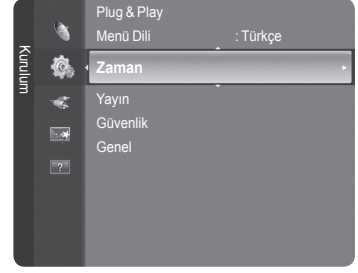 Kurulum
Plug & Play
Menü Dili : Türkçe
Zaman
Yayın
Güvenlik
Genel
?